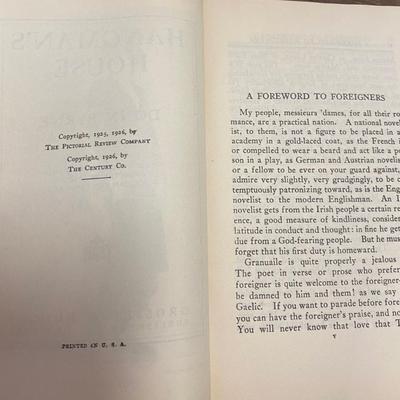 Copyright, 1925, 1926, by
THE PICTORIAL REVIEW COMPANY
Copyright, 1926, by
THE CENTURY CO.
PRINTED IN U. S. A.
A FOREWORD TO FOREIGNERS
My people, messieurs 'dames, for all their ro-
mance, are a practical nation. A national novel-
ist, to them, is not a figure to be placed in a
academy in a gold-laced coat, as the French i
or compelled to wear a beard and act like a pe
son in a play, as German and Austrian novelis
or a fellow to be ever on your guard against,
admire very slightly, very grudgingly, to be c
temptuously patronizing toward, as is the Eng
novelist to the modern Englishman. An I
novelist gets from the Irish people a certain re
ence, a good measure of kindliness, consider
latitude in conduct and thought: in fine he get
due from a God-fearing people. But he mus
forget that his first duty is homeward.
Granuaile is quite properly a jealous
The poet in verse or prose who prefe
foreigner is quite welcome to the foreigner-
be damned to him and them! as we say
Gaelic. If you want to parade before fore
you can have the foreigner's praise, and no
You will never know that love that T
v